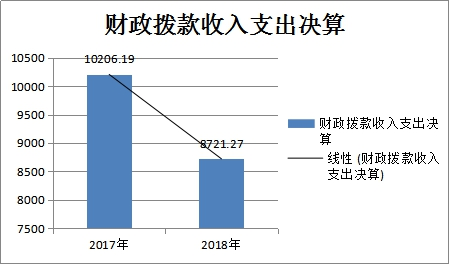 财政拨款收入支出决算
10500
10000
9500
9000
8500
8000
7500
10206.19
8721.27
2017年
2018年
财政拨款收入支出决
算
线性 (财政拨款收入
支出决算)